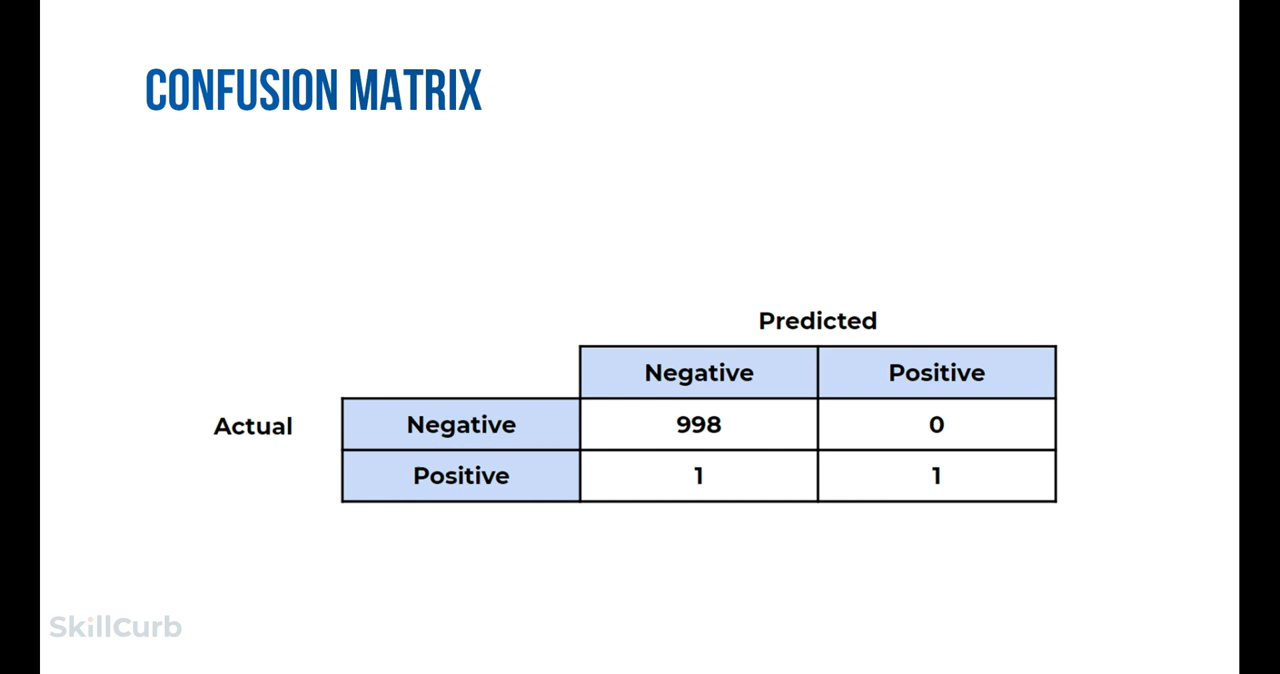 CONFUSION MATRIX
Predicted
Negative Positive
Actual Negative 998 0
Positive 1 1
SkillCurb